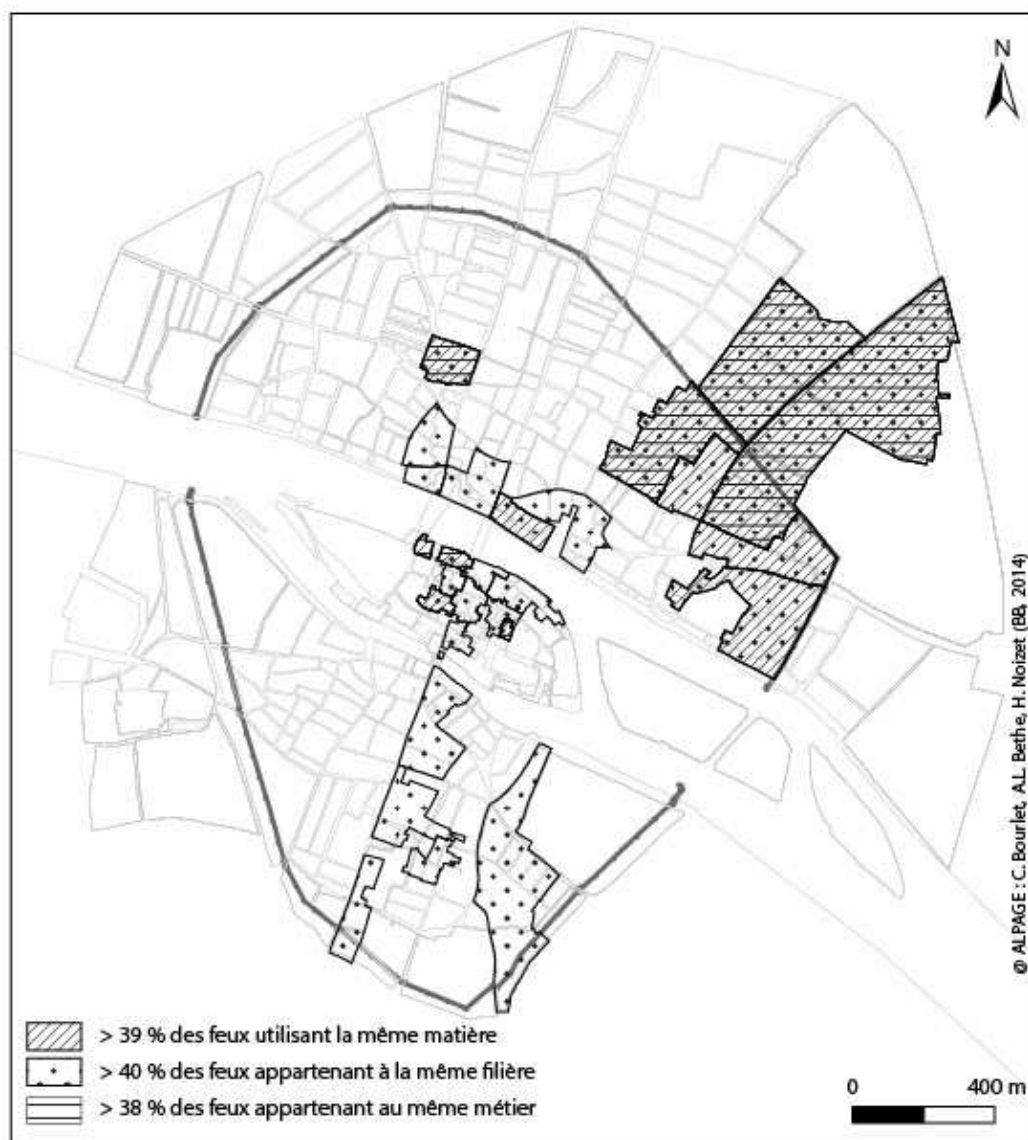 N
© ALPAGE : C. Bourlet, A.L. Bethe, H. Noizet (BB, 2014)
> 39 % des feux utilisant la même matière
> 40 % des feux appartenant à la même filière
> 38 % des feux appartenant au même métier
0 400 m